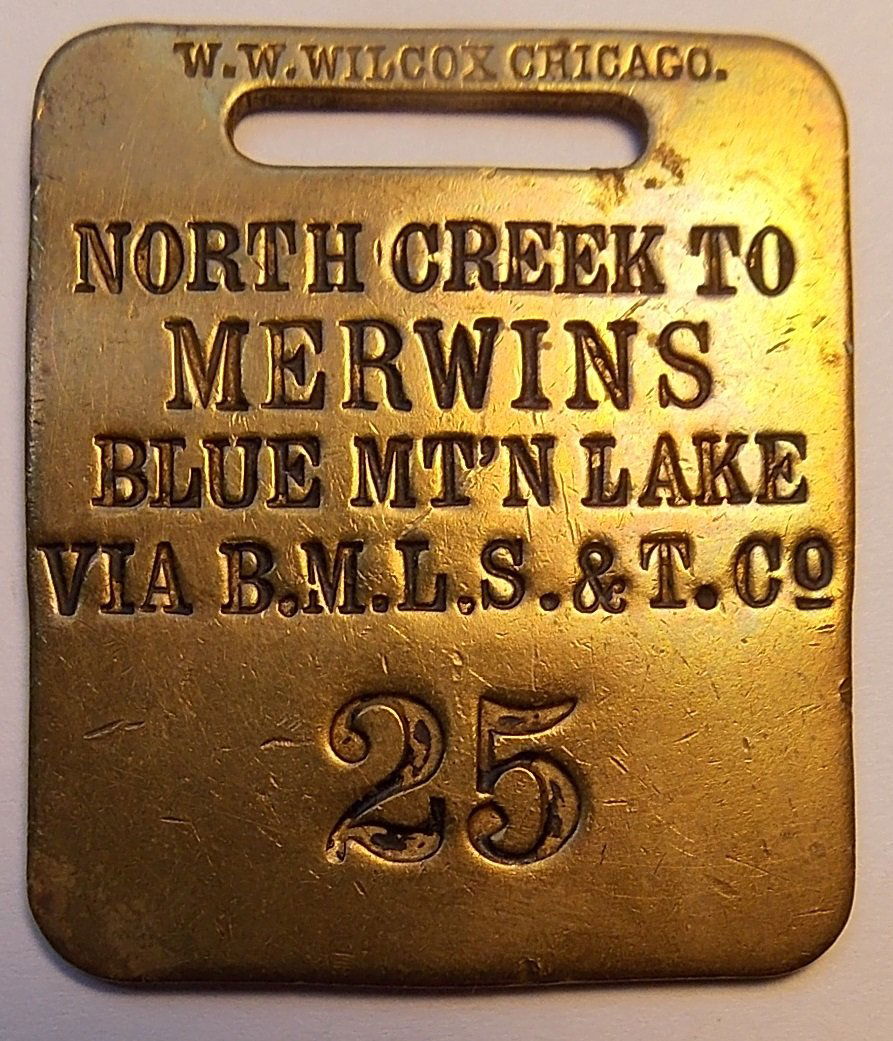 W.W.WILCOX CHICAGO.
NORTH CREEK TO
MERWINS
BLUE MT'N LAKE
VIA B.M.L.S.&T.Cº
25